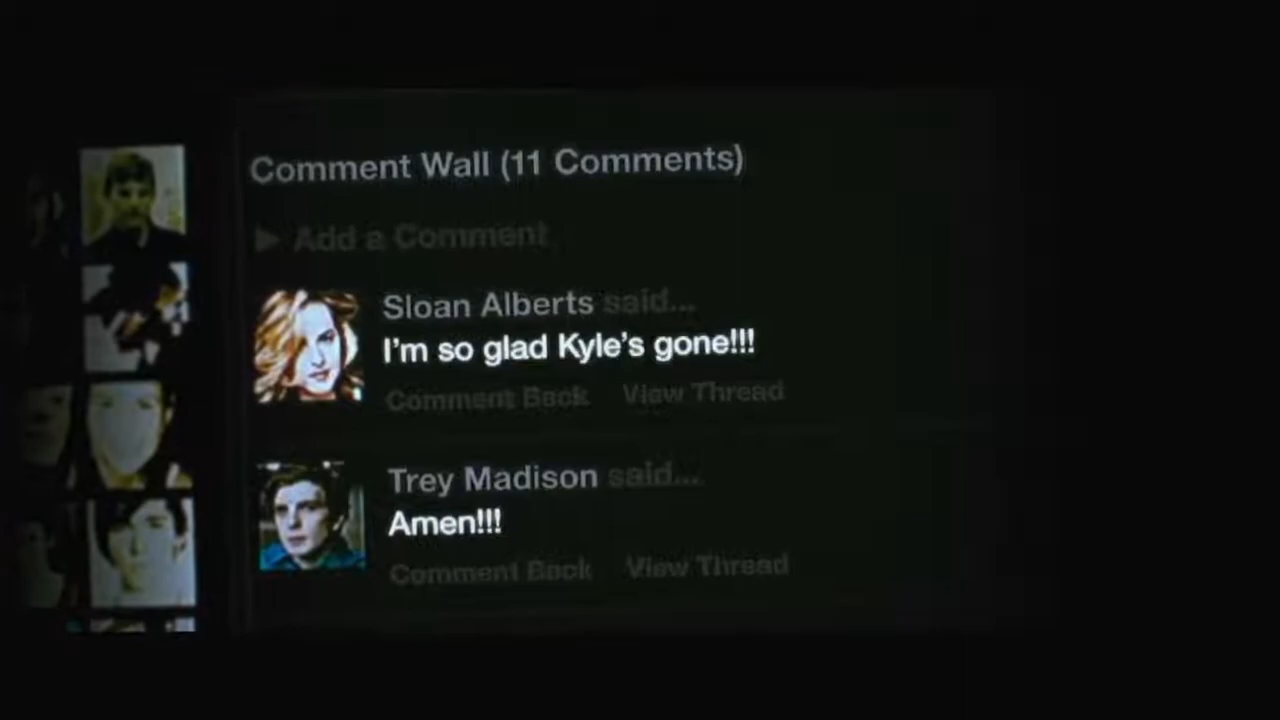 Comment Wall (11 Comments)
▶ Add a Comment
Sloan Alberts said...
I'm so glad Kyle's gone!!!
Comment Back View Thread
Trey Madison said...
Amen!!!
Comment Back View Thread